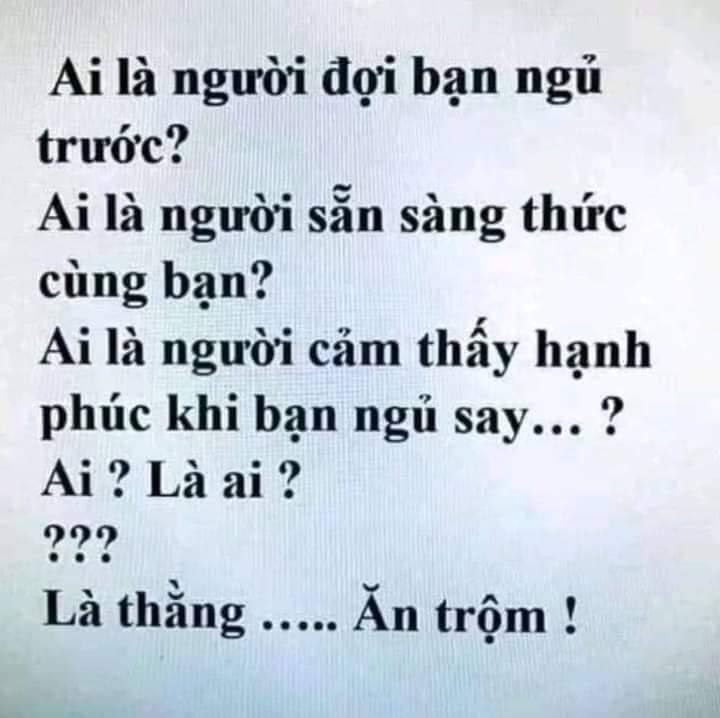 Ai là người đợi bạn ngủ
trước?
Ai là người sẵn sàng thức
cùng bạn?
Ai là người cảm thấy hạnh
phúc khi bạn ngủ say... ?
Ai ? Là ai ?
???
Là thằng ..... Ăn trộm !